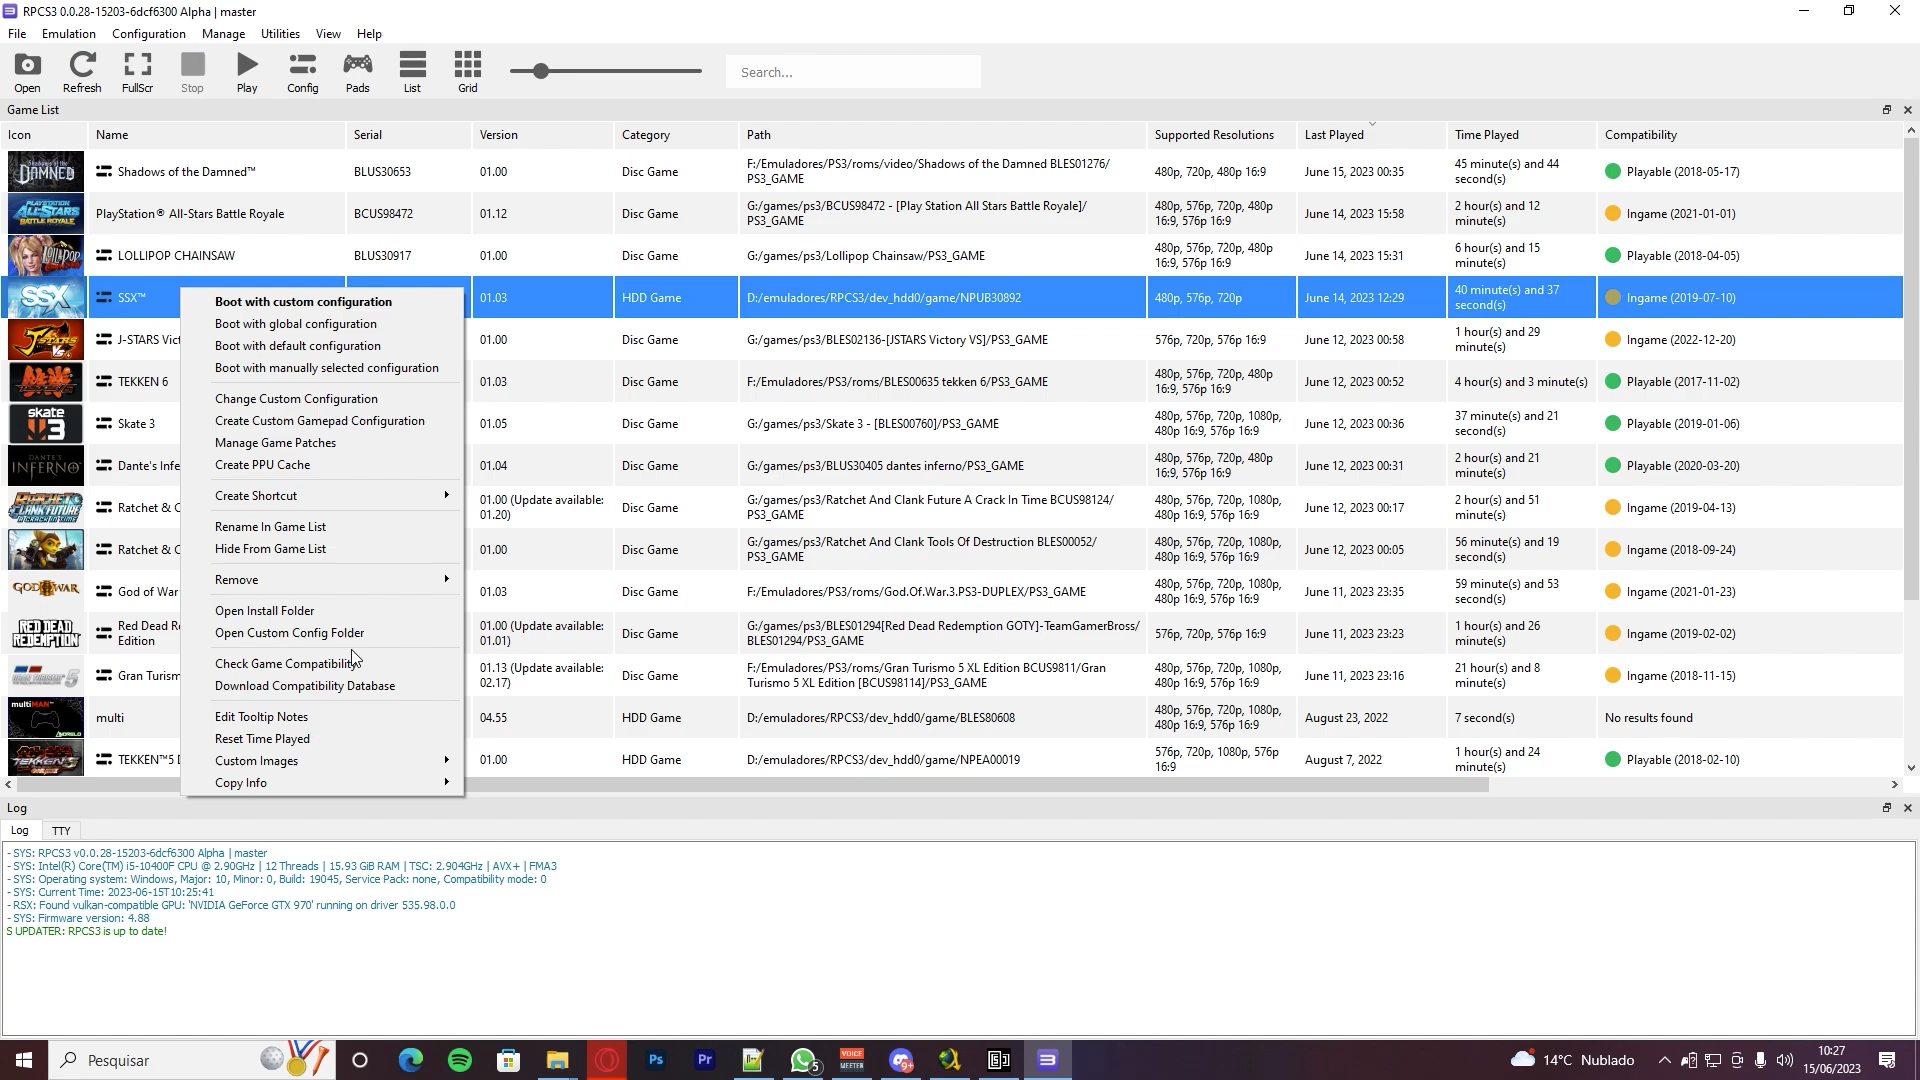 RPCS3 0.0.28-15203-6dcf6300 Alpha | master
File Emulation Configuration Manage Utilities View Help
Open Refresh FullScr Stop Play Config Pads List Grid Search...
Game List
Icon Name Serial Version Category Path Supported Resolutions Last Played Time Played Compatibility
Shadows of the Damned™ BLUS30653 01.00 Disc Game F:/Emuladores/PS3/roms/video/Shadows of the Damned BLES01276/
PS3_GAME 480p, 720p, 480p 16:9 June 15, 2023 00:35 45 minute(s) and 44
second(s) Playable (2018-05-17)
PlayStation® All-Stars Battle Royale BCUS98472 01.12 Disc Game G:/games/ps3/BCUS98472 - [Play Station All Stars Battle Royale]/
PS3_GAME 480p, 576p, 720p, 480p
16:9, 576p 16:9 June 14, 2023 15:58 2 hour(s) and 12
minute(s) Ingame (2021-01-01)
LOLLIPOP CHAINSAW BLUS30917 01.00 Disc Game G:/games/ps3/Lollipop Chainsaw/PS3_GAME 480p, 576p, 720p, 480p
16:9, 576p 16:9 June 14, 2023 15:31 6 hour(s) and 15
minute(s) Playable (2018-04-05)
SSX SSX™ 01.03 HDD Game D:/emuladores/RPCS3/dev_hdd0/game/NPUB30892 480p, 576p, 720p June 14, 2023 12:29 40 minute(s) and 37
second(s) Ingame (2019-07-10)
J-STARS Vict 01.00 Disc Game G:/games/ps3/BLES02136-[JSTARS Victory VS]/PS3_GAME 576p, 720p, 576p 16:9 June 12, 2023 00:58 1 hour(s) and 29
minute(s) Ingame (2022-12-20)
TEKKEN 6 01.03 Disc Game F:/Emuladores/PS3/roms/BLES00635 tekken 6/PS3_GAME 480p, 576p, 720p, 480p
16:9, 576p 16:9 June 12, 2023 00:52 4 hour(s) and 3 minute(s) Playable (2017-11-02)
skate 3 Skate 3 01.05 Disc Game G:/games/ps3/Skate 3 - [BLES00760]/PS3_GAME 480p, 576p, 720p, 1080p,
480p 16:9, 576p 16:9 June 12, 2023 00:36 37 minute(s) and 21
second(s) Playable (2019-01-06)
DANTE'S INFERNO Dante's Infe 01.04 Disc Game G:/games/ps3/BLUS30405 dantes inferno/PS3_GAME 480p, 576p, 720p, 480p
16:9, 576p 16:9 June 12, 2023 00:31 2 hour(s) and 21
minute(s) Playable (2020-03-20)
Ratchet & C 01.00 (Update available:
01.20) Disc Game G:/games/ps3/Ratchet And Clank Future A Crack In Time BCUS98124/
PS3_GAME 480p, 576p, 720p, 1080p,
480p 16:9, 576p 16:9 June 12, 2023 00:17 2 hour(s) and 51
minute(s) Ingame (2019-04-13)
Ratchet & C 01.00 Disc Game G:/games/ps3/Ratchet And Clank Tools Of Destruction BLES00052/
PS3_GAME 480p, 576p, 720p, 1080p,
480p 16:9, 576p 16:9 June 12, 2023 00:05 56 minute(s) and 19
second(s) Ingame (2018-09-24)
GOD WAR God of War 01.03 Disc Game F:/Emuladores/PS3/roms/God.Of.War.3.PS3-DUPLEX/PS3_GAME 480p, 576p, 720p, 1080p,
480p 16:9, 576p 16:9 June 11, 2023 23:35 59 minute(s) and 53
second(s) Ingame (2021-01-23)
RED DEAD REDEMPTION Red Dead R
Edition 01.00 (Update available:
01.01) Disc Game G:/games/ps3/BLES01294[Red Dead Redemption GOTY]-TeamGamerBross/
BLES01294/PS3_GAME 576p, 720p, 576p 16:9 June 11, 2023 23:23 1 hour(s) and 26
minute(s) Ingame (2019-02-02)
Gran Turism 01.13 (Update available:
02.17) Disc Game F:/Emuladores/PS3/roms/Gran Turismo 5 XL Edition BCUS9811/Gran
Turismo 5 XL Edition [BCUS98114]/PS3_GAME 480p, 576p, 720p, 1080p,
480p 16:9, 576p 16:9 June 11, 2023 23:16 21 hour(s) and 8
minute(s) Ingame (2018-11-15)
multiMAN multi 04.55 HDD Game D:/emuladores/RPCS3/dev_hdd0/game/BLES80608 480p, 576p, 720p, 1080p,
480p 16:9, 576p 16:9 August 23, 2022 7 second(s) No results found
TEKKEN™5 D 01.00 HDD Game D:/emuladores/RPCS3/dev_hdd0/game/NPEA00019 576p, 720p, 1080p, 576p
16:9 August 7, 2022 1 hour(s) and 24
minute(s) Playable (2018-02-10)
Boot with custom configuration
Boot with global configuration
Boot with default configuration
Boot with manually selected configuration
Change Custom Configuration
Create Custom Gamepad Configuration
Manage Game Patches
Create PPU Cache
Create Shortcut
Rename In Game List
Hide From Game List
Remove
Open Install Folder
Open Custom Config Folder
Check Game Compatibility
Download Compatibility Database
Edit Tooltip Notes
Reset Time Played
Custom Images
Copy Info
Log
Log TTY
- SYS: RPCS3 v0.0.28-15203-6dcf6300 Alpha | master
- SYS: Intel(R) Core(TM) i5-10400F CPU @ 2.90GHz | 12 Threads | 15.93 GiB RAM | TSC: 2.904GHz | AVX+ | FMA3
- SYS: Operating system: Windows, Major: 10, Minor: 0, Build: 19045, Service Pack: none, Compatibility mode: 0
- SYS: Current Time: 2023-06-15T10:25:41
- RSX: Found vulkan-compatible GPU: 'NVIDIA GeForce GTX 970' running on driver 535.98.0.0
- SYS: Firmware version: 4.88
S UPDATER: RPCS3 is up to date!
Pesquisar Ps Pr 5 VOICE
MEETER 9+ 14°C Nublado 10:27
15/06/2023